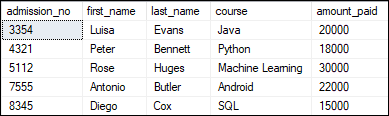 admission_no first_name last_name course amount_paid
3354 Luisa Evans Java 20000
4321 Peter Bennett Python 18000
5112 Rose Huges Machine Learning 30000
7555 Antonio Butler Android 22000
8345 Diego Cox SQL 15000